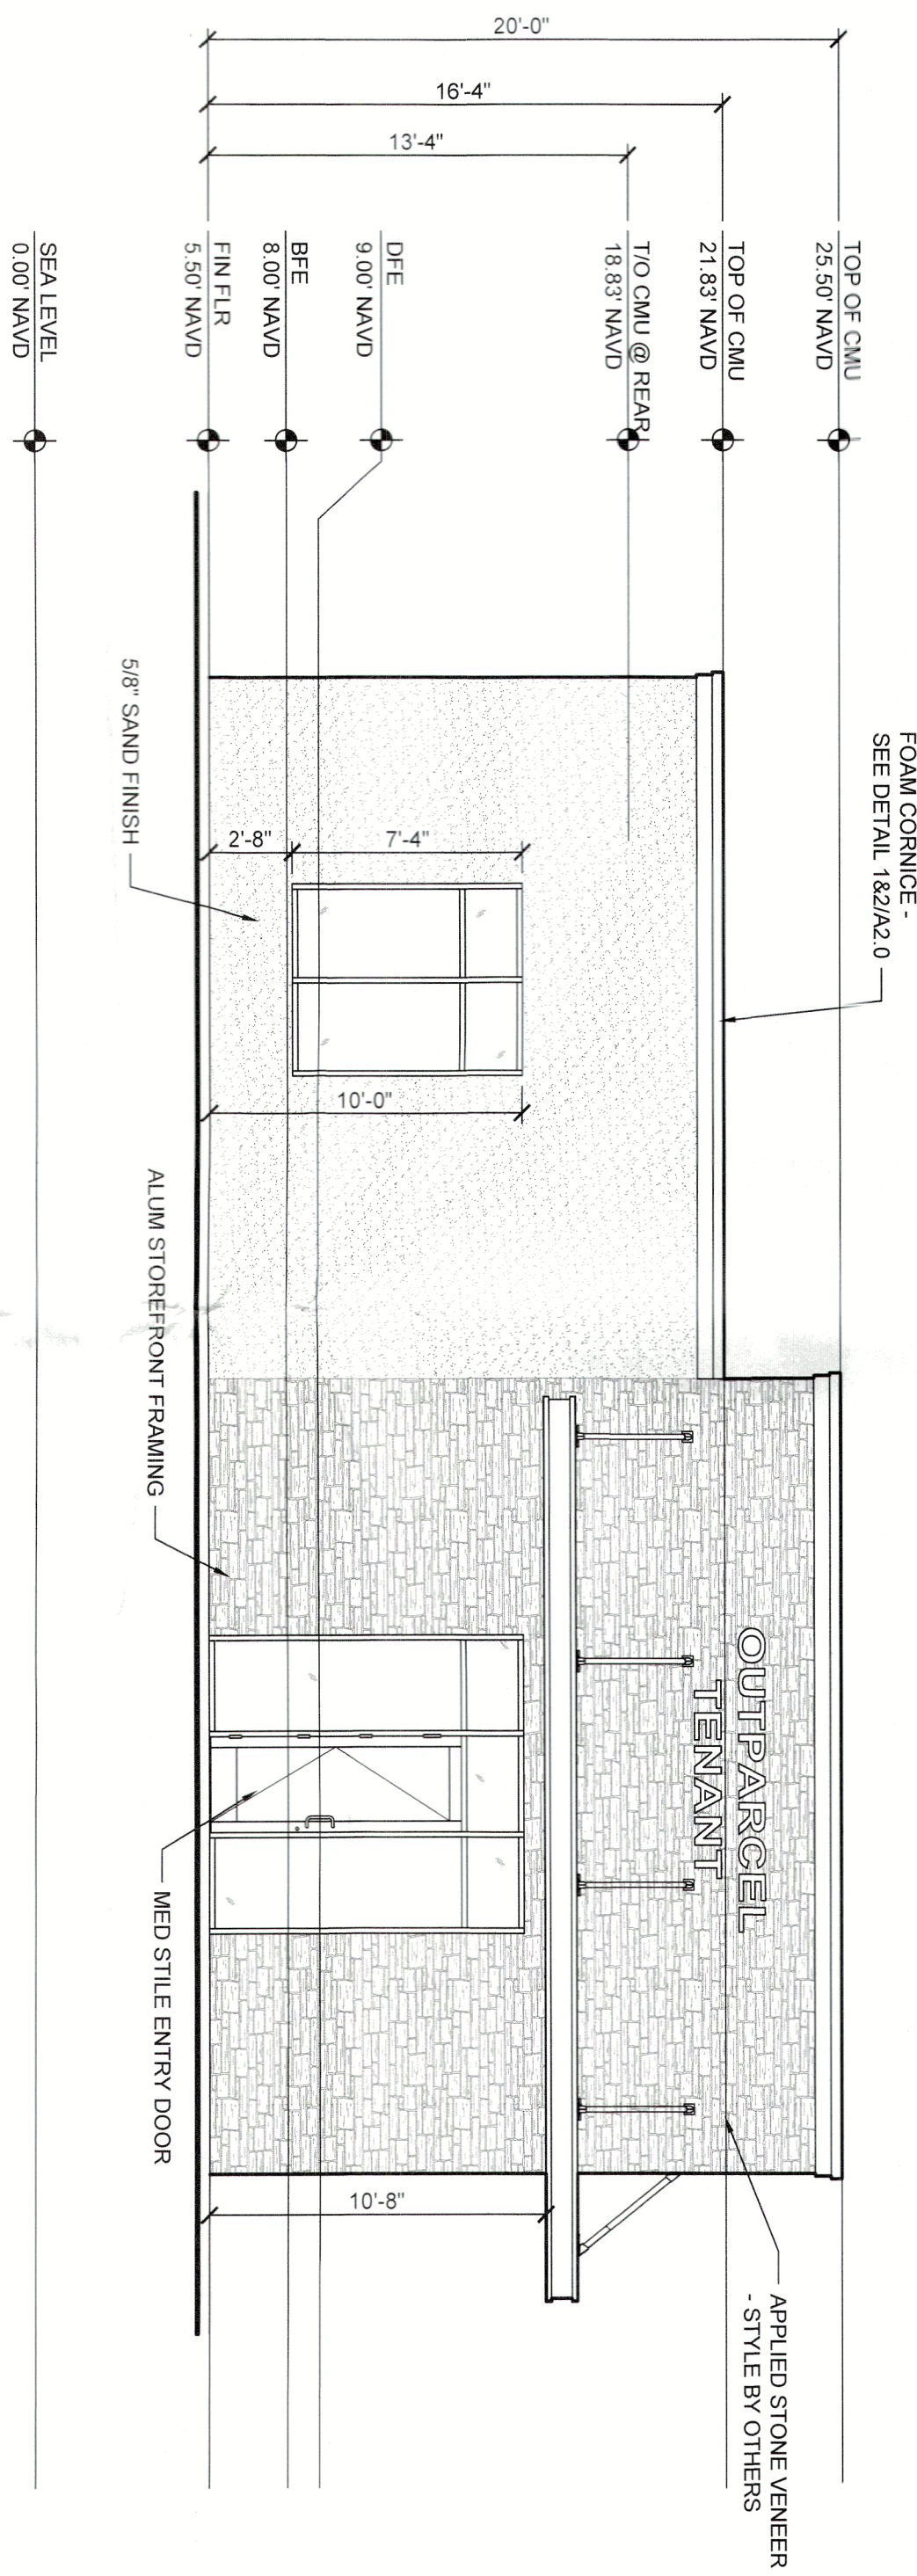 20'-0"
16'-4"
13'-4"
TOP OF CMU
25.50' NAVD
TOP OF CMU
21.83' NAVD
T/O CMU @ REAR
18.83' NAVD
DFE
9.00' NAVD
BFE
8.00' NAVD
FIN FLR
5.50' NAVD
SEA LEVEL
0.00' NAVD
FOAM CORNICE -
SEE DETAIL 1&2/A2.0
5/8" SAND FINISH
2'-8"
7'-4"
10'-0"
ALUM STOREFRONT FRAMING
OUTPARCEL
TENANT
MED STILE ENTRY DOOR
10'-8"
APPLIED STONE VENEER
- STYLE BY OTHERS